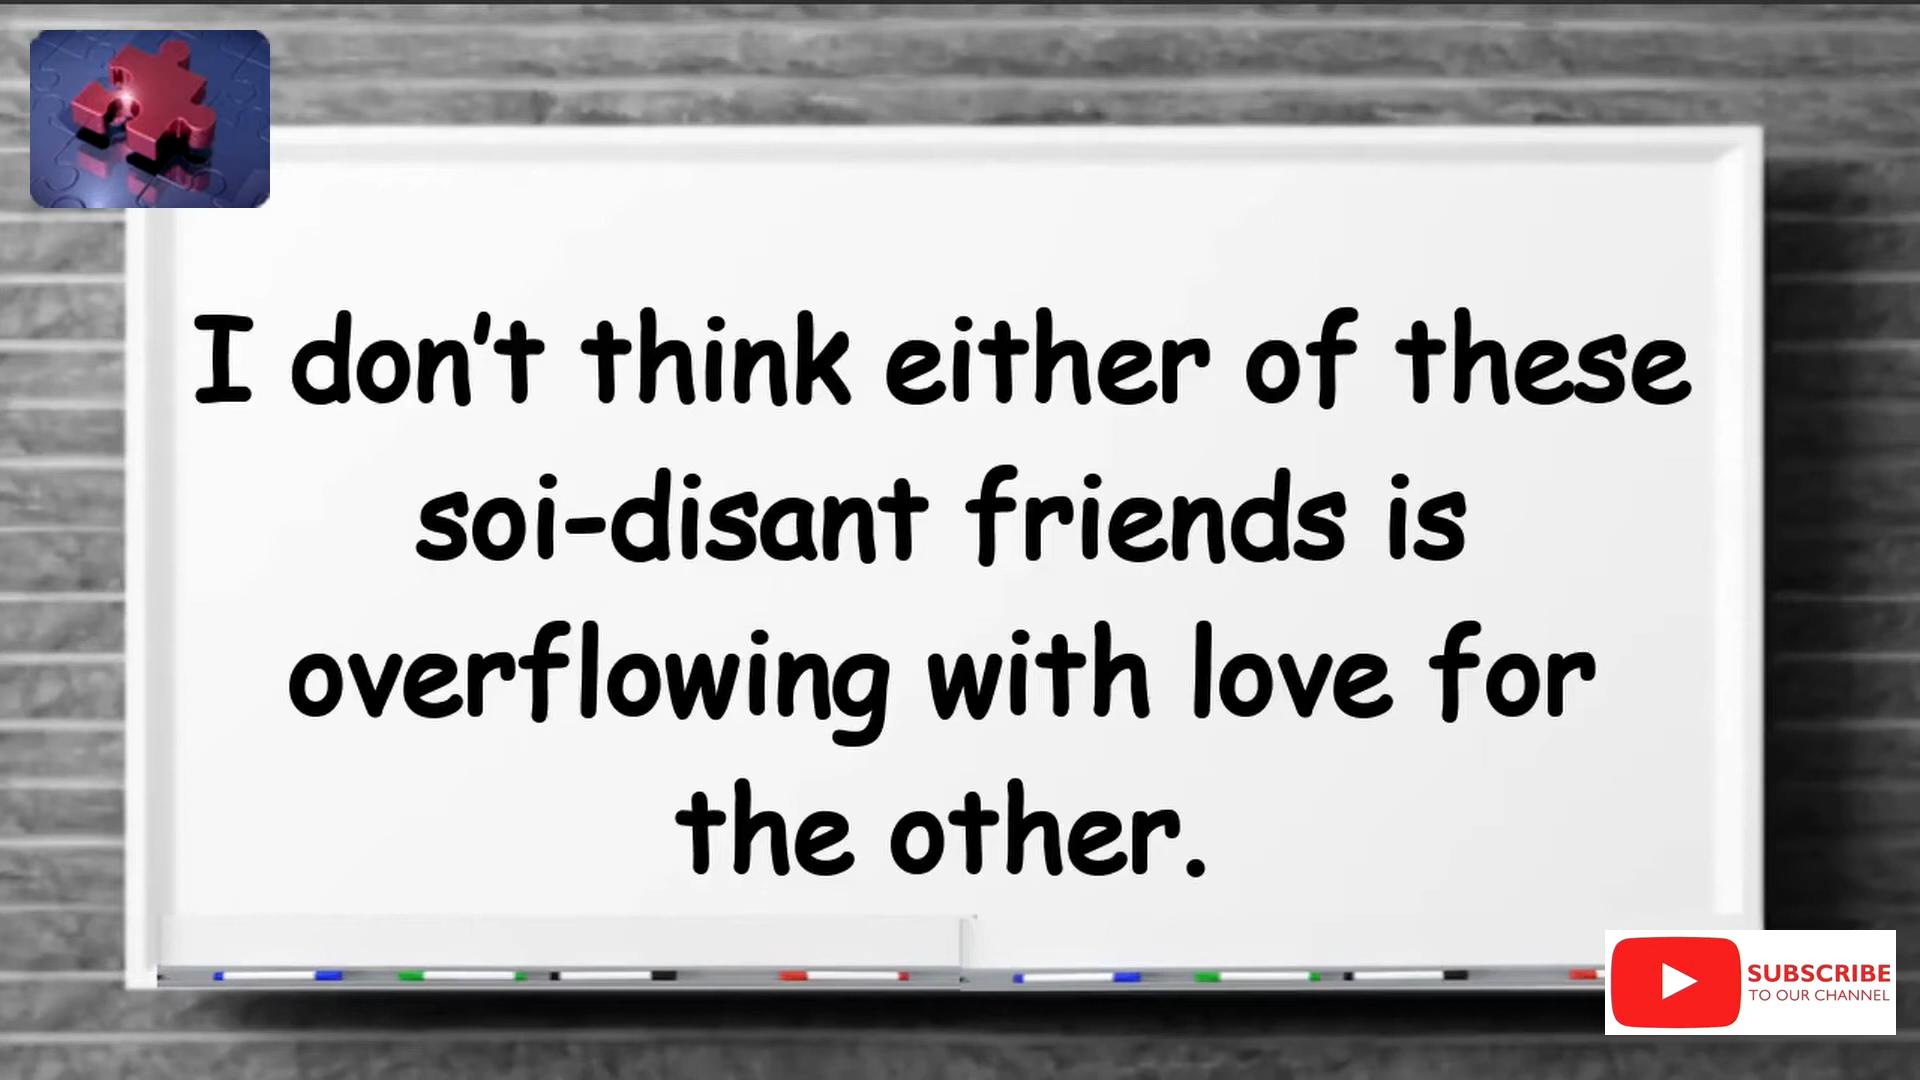 I don't think either of these
soi-disant friends is
overflowing with love for
the other.
SUBSCRIBE
TO OUR CHANNEL